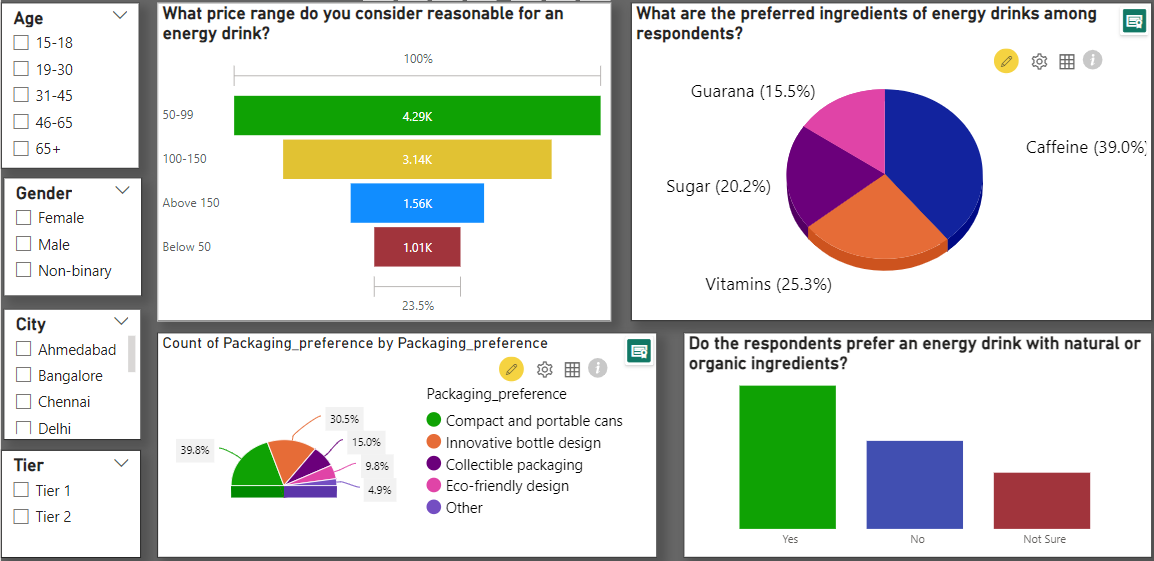 Age
15-18
19-30
31-45
46-65
65+
Gender
Female
Male
Non-binary
City
Ahmedabad
Bangalore
Chennai
Delhi
Tier
Tier 1
Tier 2
What price range do you consider reasonable for an
energy drink?
100%
50-99
4.29K
100-150
3.14K
Above 150
1.56K
Below 50
1.01K
23.5%
What are the preferred ingredients of energy drinks among
respondents?
i
Guarana (15.5%)
Caffeine (39.0%)
Sugar (20.2%)
Vitamins (25.3%)
Count of Packaging_preference by Packaging_preference
i
Packaging_preference
Compact and portable cans
Innovative bottle design
Collectible packaging
Eco-friendly design
Other
30.5%
39.8%
15.0%
9.8%
4.9%
Do the respondents prefer an energy drink with natural or
organic ingredients?
Yes
No
Not Sure